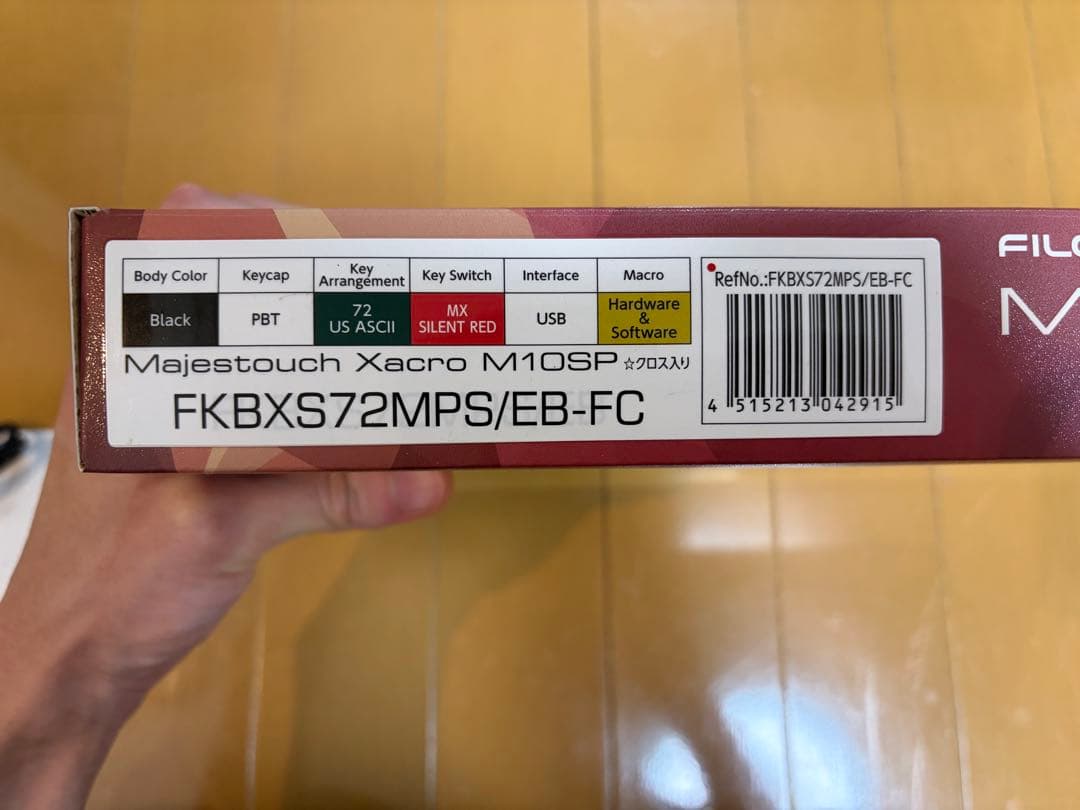 Body Color Keycap Key Arrangement Key Switch Interface Macro
Black PBT 72 US ASCII MX SILENT RED USB Hardware & Software
Majestouch Xacro M10SP ☆クロス入り
FKBXS72MPS/EB-FC
RefNo.:FKBXS72MPS/EB-FC
4 515213 042915